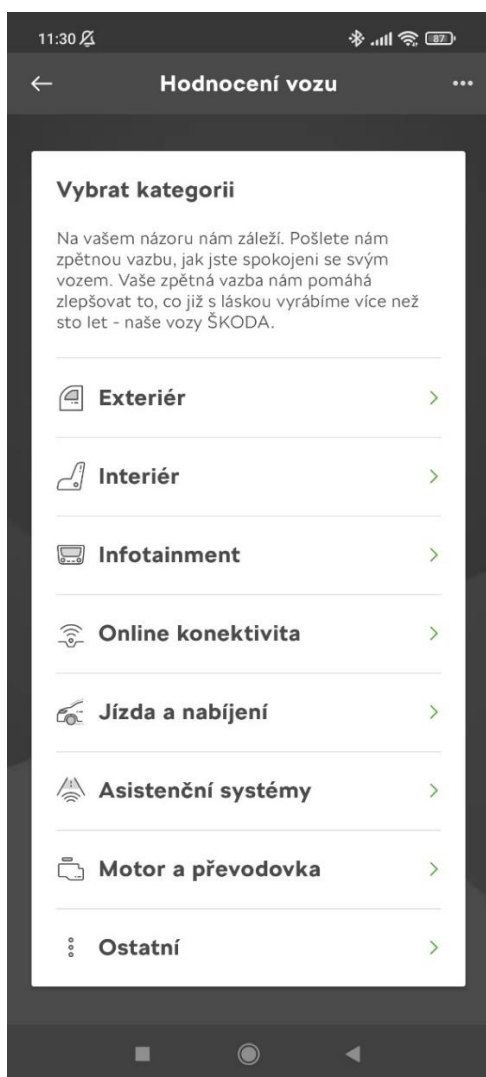 11:30
87
Hodnocení vozu
Vybrat kategorii
Na vašem názoru nám záleží. Pošlete nám
zpětnou vazbu, jak jste spokojeni se svým
vozem. Vaše zpětná vazba nám pomáhá
zlepšovat to, co již s láskou vyrábíme více než
sto let - naše vozy ŠKODA.
Exteriér
Interiér
Infotainment
Online konektivita
Jízda a nabíjení
Asistenční systémy
Motor a převodovka
Ostatní